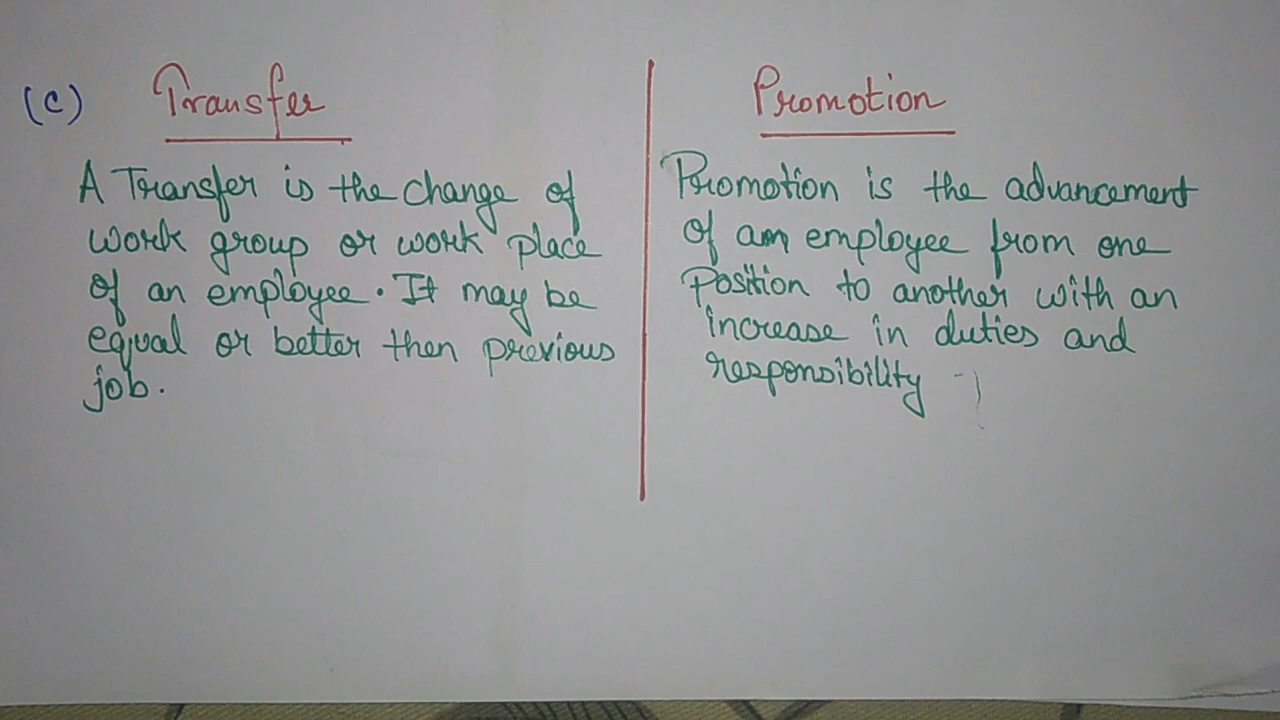 (C) Transfer
A Transfer is the change of
work group or work place
of an employee. It may be
equal or better then previous
job.
Promotion
Promotion is the advancement
of am employee from one
Position to another with an
increase in duties and
responsibility